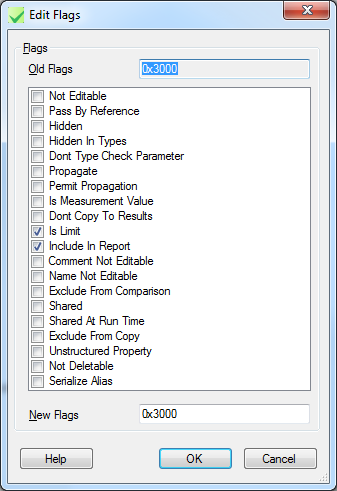 Edit Flags
Flags
Old Flags 0x3000
Not Editable
Pass By Reference
Hidden
Hidden In Types
Dont Type Check Parameter
Propagate
Permit Propagation
Is Measurement Value
Dont Copy To Results
Is Limit
Include In Report
Comment Not Editable
Name Not Editable
Exclude From Comparison
Shared
Shared At Run Time
Exclude From Copy
Unstructured Property
Not Deletable
Serialize Alias
New Flags 0x3000
Help OK Cancel